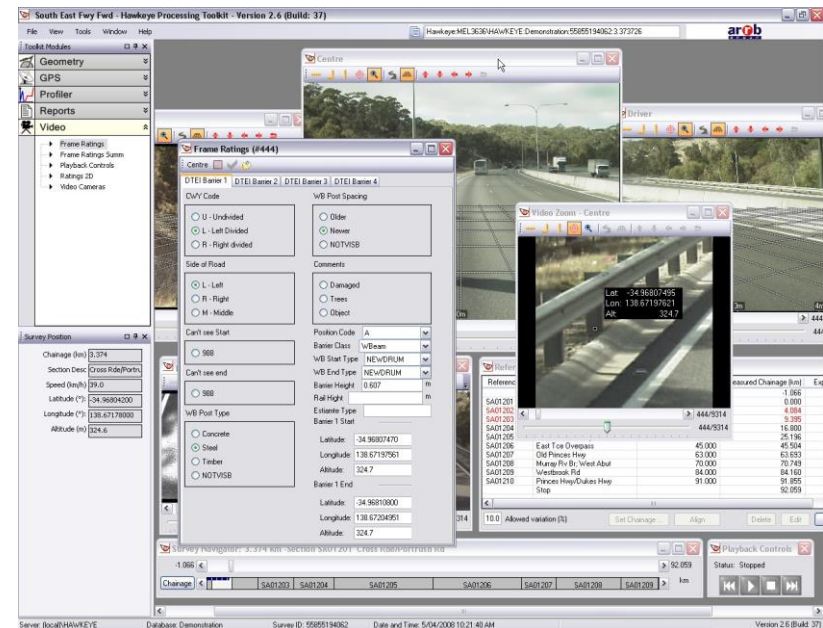 South East Fwy Fwd - Hawkeye Processing Toolkit - Version 2.6 (Build: 37)
File View Tools Window Help
Hawkeye:MEL3636\HAWKEYE:Demonstration:55855194062:3.373726
arrb
Toolkit Modules
Geometry
GPS
Profiler
Reports
Video
Frame Ratings
Frame Ratings Summ
Playback Controls
Ratings 2D
Video Cameras
Survey Position
Chainage (km) 3.374
Section Desc Cross Rde/Portru
Speed (km/h) 39.0
Latitude (°): -34.96804200
Longitude (°): 138.67178000
Altitude (m) 324.6
Centre
Driver
Frame Ratings (#444)
Centre
DTEI Barrier 1 DTEI Barrier 2 DTEI Barrier 3 DTEI Barrier 4
CWY Code
U - Undivided
L - Left Divided
R - Right divided
Side of Road
L - Left
R - Right
M - Middle
Can't see Start
988
Can't see end
988
WB Post Type
Concrete
Steel
Timber
NOTVISB
WB Post Spacing
Older
Newer
NOTVISB
Comments
Damaged
Trees
Object
Position Code A
Barrier Class WBeam
WB Start Type NEWDRUM
WB End Type NEWDRUM
Barrier Height 0.607 m
Rail Hight m
Estiamte Type
Barrier 1 Start
Latitude: -34.96807470
Longitude: 138.67197561
Altitude: 324.7
Barrier 1 End
Latitude: -34.96810800
Longitude: 138.67204951
Altitude: 324.7
Video Zoom - Centre
Lat: -34.96807495
Lon: 138.67197621
Alt: 324.7
444/9314
444/9314
Refer
Referenc
easured Chainage (km)
-1.066
SA01201 0.000
SA01202 4.084
SA01203 9.395
SA01204 16.800
SA01205 25.196
SA01206 East Tce Overpass 45.000 45.504
SA01207 Old Princes Hwy 63.000 63.693
SA01208 Murray Rv Br, West Abut 70.000 70.749
SA01209 Westbrook Rd 84.000 84.160
SA01210 Princes Hwy/Dukes Hwy 91.000 91.855
Stop 92.059
10.0 Allowed variation (%) Set Chainage... Align Delete Edit
Survey Navigator: 3.374 km -Section SA01201 Cross Rde/Portrush Rd
-1.066 92.059
Chainage SA01203 SA01204 SA01205 SA01206 SA01207 SA01208 SA01209 km
Playback Controls
Status: Stopped
Server: (local)\HAWKEYE Database: Demonstration Survey ID: 55855194062 Date and Time: 5/04/2008 10:21:40 AM Version 2.6 (Build: 37)